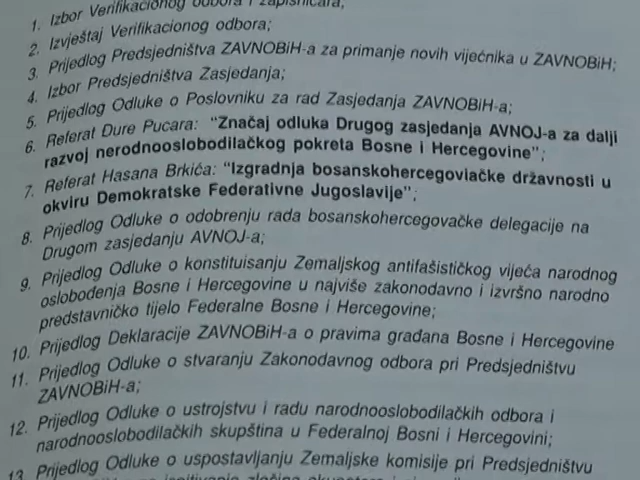 1. Izbor Verifikacionog odbora i zapisničara;
2. Izvještaj Verifikacionog odbora;
3. Prijedlog Predsjedništva ZAVNOBiH-a za primanje novih vijećnika u ZAVNOBiH;
4. Izbor Predsjedništva Zasjedanja;
5. Prijedlog Odluke o Poslovniku za rad Zasjedanja ZAVNOBiH-a;
6. Referat Đure Pucara: "Značaj odluka Drugog zasjedanja AVNOJ-a za dalji
razvoj nerodnooslobodilačkog pokreta Bosne i Hercegovine";
7. Referat Hasana Brkića: "Izgradnja bosanskohercegoviačke državnosti u
okviru Demokratske Federativne Jugoslavije";
8. Prijedlog Odluke o odobrenju rada bosanskohercegovačke delegacije na
Drugom zasjedanju AVNOJ-a;
9. Prijedlog Odluke o konstituisanju Zemaljskog antifašističkog vijeća narodnog
oslobođenja Bosne i Hercegovine u najviše zakonodavno i izvršno narodno
predstavničko tijelo Federalne Bosne i Hercegovine;
10. Prijedlog Deklaracije ZAVNOBiH-a o pravima građana Bosne i Hercegovine
11. Prijedlog Odluke o stvaranju Zakonodavnog odbora pri Predsjedništvu
ZAVNOBiH-a;
12. Prijedlog Odluke o ustrojstvu i radu narodnooslobodilačkih odbora i
narodnooslobodilačkih skupština u Federalnoj Bosni i Hercegovini;
13. Prijedlog Odluke o uspostavljanju Zemaljske komisije pri Predsjedništvu